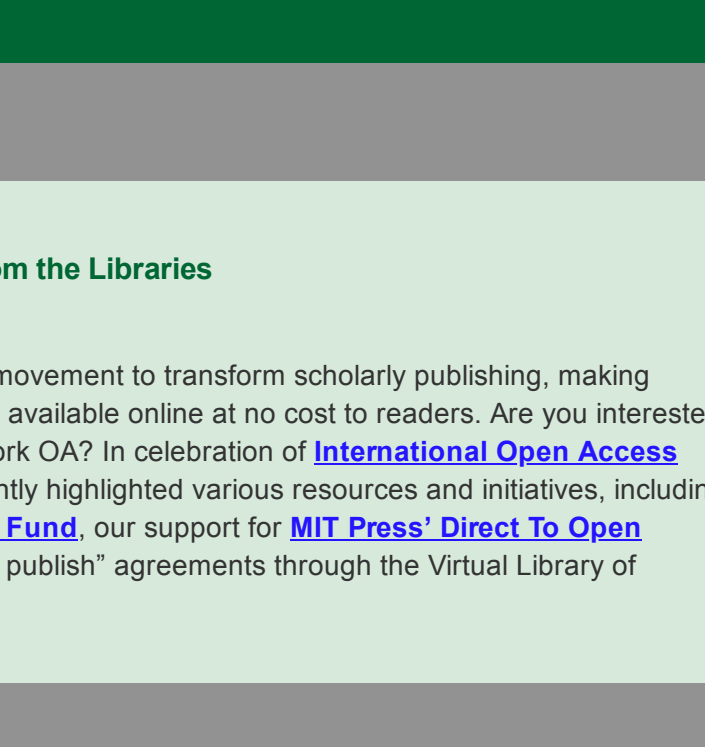 om the Libraries
movement to transform scholarly publishing, making
available online at no cost to readers. Are you intereste
ork OA? In celebration of International Open Access
ntly highlighted various resources and initiatives, includin
Fund, our support for MIT Press’ Direct To Open
publish” agreements through the Virtual Library of